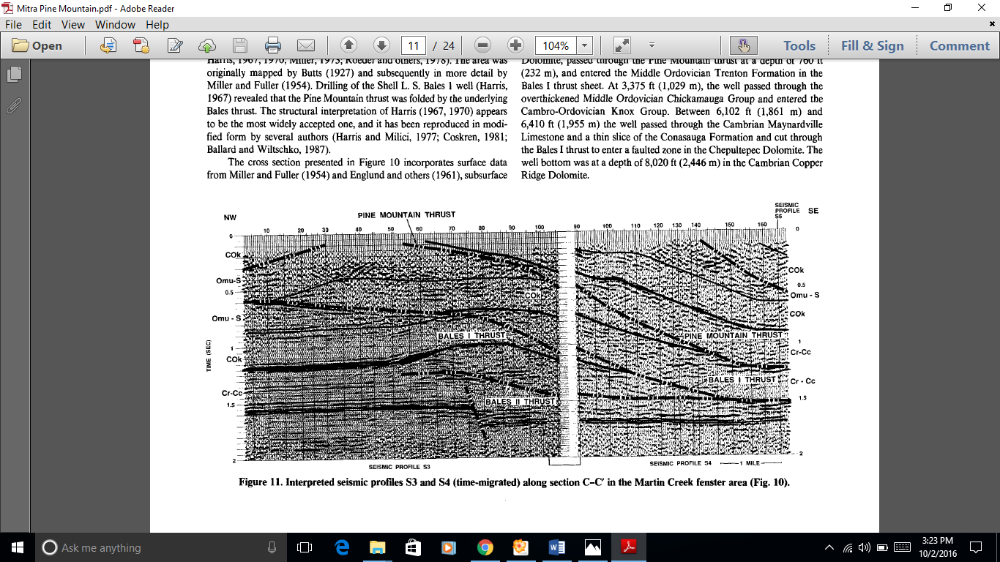 Mitra Pine Mountain.pdf - Adobe Reader
File Edit View Window Help
Open 11 / 24 104% Tools Fill & Sign Comment
Harris, 1967, 1970; Miller, 1973; Roeder and others, 1978). The area was
originally mapped by Butts (1927) and subsequently in more detail by
Miller and Fuller (1954). Drilling of the Shell L. S. Bales 1 well (Harris,
1967) revealed that the Pine Mountain thrust was folded by the underlying
Bales thrust. The structural interpretation of Harris (1967, 1970) appears
to be the most widely accepted one, and it has been reproduced in modi-
fied form by several authors (Harris and Milici, 1977; Coskren, 1981;
Ballard and Wiltschko, 1987).
The cross section presented in Figure 10 incorporates surface data
from Miller and Fuller (1954) and Englund and others (1961), subsurface
Dolomite, passed through the Pine Mountain thrust at a depth of 760 ft
(232 m), and entered the Middle Ordovician Trenton Formation in the
Bales I thrust sheet. At 3,375 ft (1,029 m), the well passed through the
overthickened Middle Ordovician Chickamauga Group and entered the
Cambro-Ordovician Knox Group. Between 6,102 ft (1,861 m) and
6,410 ft (1,955 m) the well passed through the Cambrian Maynardville
Limestone and a thin slice of the Conasauga Formation and cut through
the Bales I thrust to enter a faulted zone in the Chepultepec Dolomite. The
well bottom was at a depth of 8,020 ft (2,446 m) in the Cambrian Copper
Ridge Dolomite.
NW
PINE MOUNTAIN THRUST
SEISMIC
PROFILE
S5
SE
10 20 30 40 50 60 70 80 90 100
90 100 110 120 130 140 150 160
0
COk
Omu-S
0.5
Omu - S
1
COk
Cr-Cc
1.5
2
TIME (SEC)
COk
BALES I THRUST
BALES II THRUST
PINE MOUNTAIN THRUST
BALES I THRUST
0
COk
0.5
Omu - S
COk
1
Cr-Cc
Cr - Cc
1.5
2
SEISMIC PROFILE S3
SEISMIC PROFILE S4
1 MILE
Figure 11. Interpreted seismic profiles S3 and S4 (time-migrated) along section C–C′ in the Martin Creek fenster area (Fig. 10).
Ask me anything
3:23 PM
10/2/2016